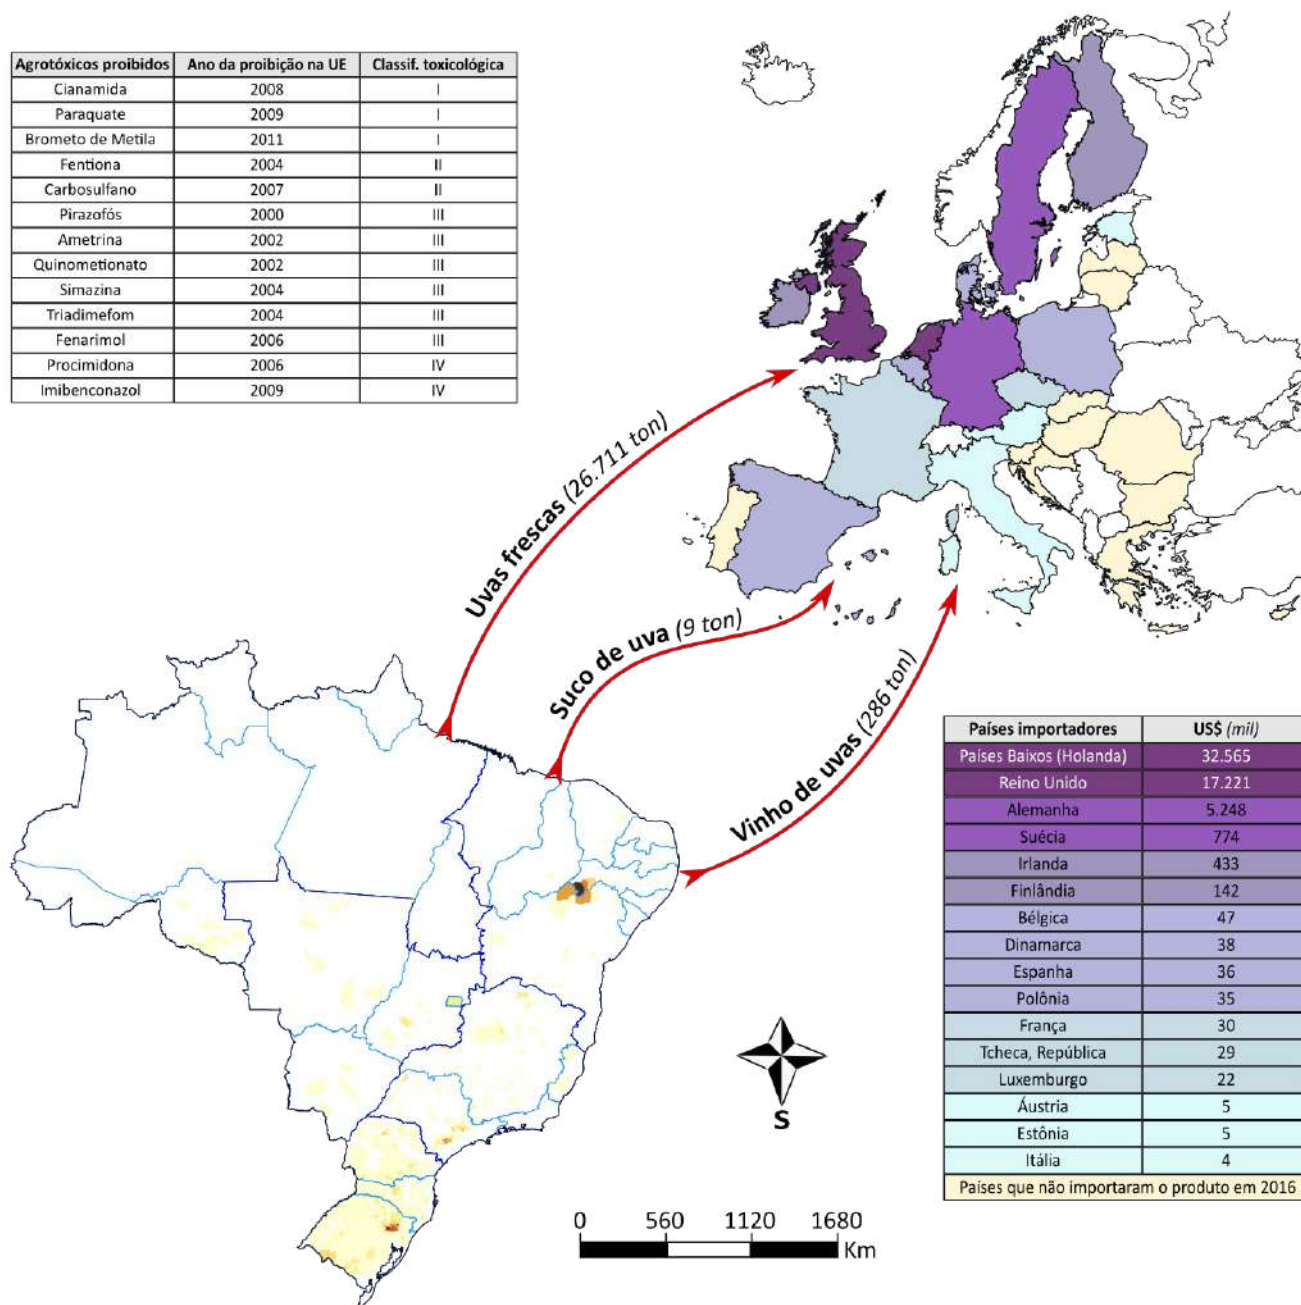 Agrotóxicos proibidos Ano da proibição na UE Classif. toxicológica
Cianamida 2008 I
Paraquate 2009 I
Brometo de Metila 2011 I
Fentiona 2004 II
Carbosulfano 2007 II
Pirazofós 2000 III
Ametrina 2002 III
Quinometionato 2002 III
Simazina 2004 III
Triadimefom 2004 III
Fenarimol 2006 III
Procimidona 2006 IV
Imibenconazol 2009 IV
Uvas frescas (26.711 ton)
Suco de uva (9 ton)
Vinho de uvas (286 ton)
Países importadores US$ (mil)
Países Baixos (Holanda) 32.565
Reino Unido 17.221
Alemanha 5.248
Suécia 774
Irlanda 433
Finlândia 142
Bélgica 47
Dinamarca 38
Espanha 36
Polônia 35
França 30
Tcheca, República 29
Luxemburgo 22
Áustria 5
Estônia 5
Itália 4
Países que não importaram o produto em 2016
S
0 560 1120 1680
Km